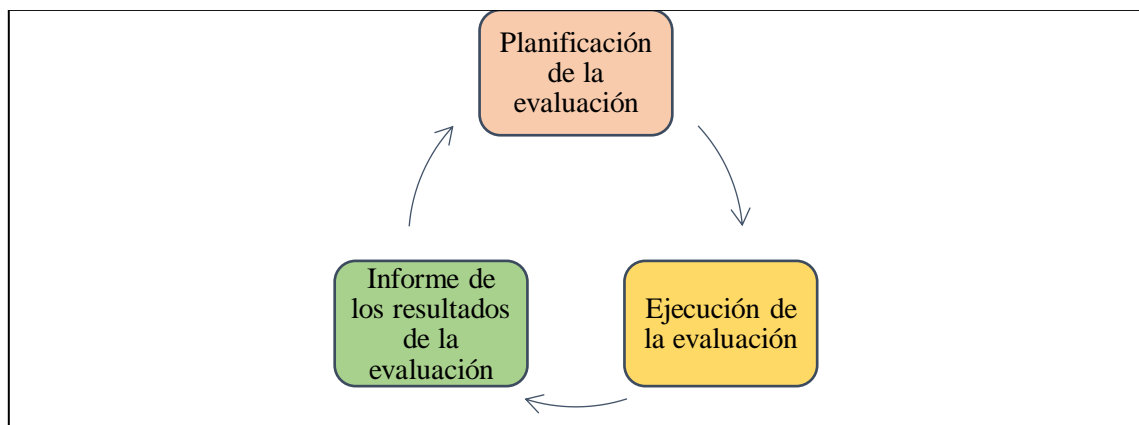 Planificación
de la
evaluación
Ejecución de
la evaluación
Informe de
los resultados
de la
evaluación